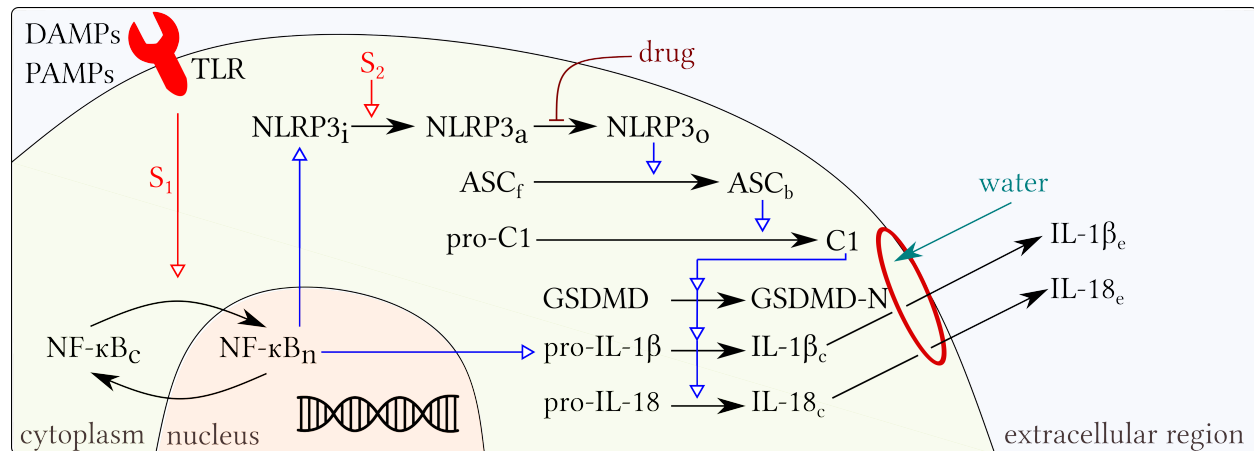 DAMPs
PAMPs
TLR
S₂
drug
NLRP3i
NLRP3a
NLRP3o
S₁
ASCf
ASCb
water
pro-C1
C1
IL-1βe
GSDMD
GSDMD-N
IL-18e
NF-κBc
NF-κBn
pro-IL-1β
IL-1βc
pro-IL-18
IL-18c
cytoplasm
nucleus
extracellular region